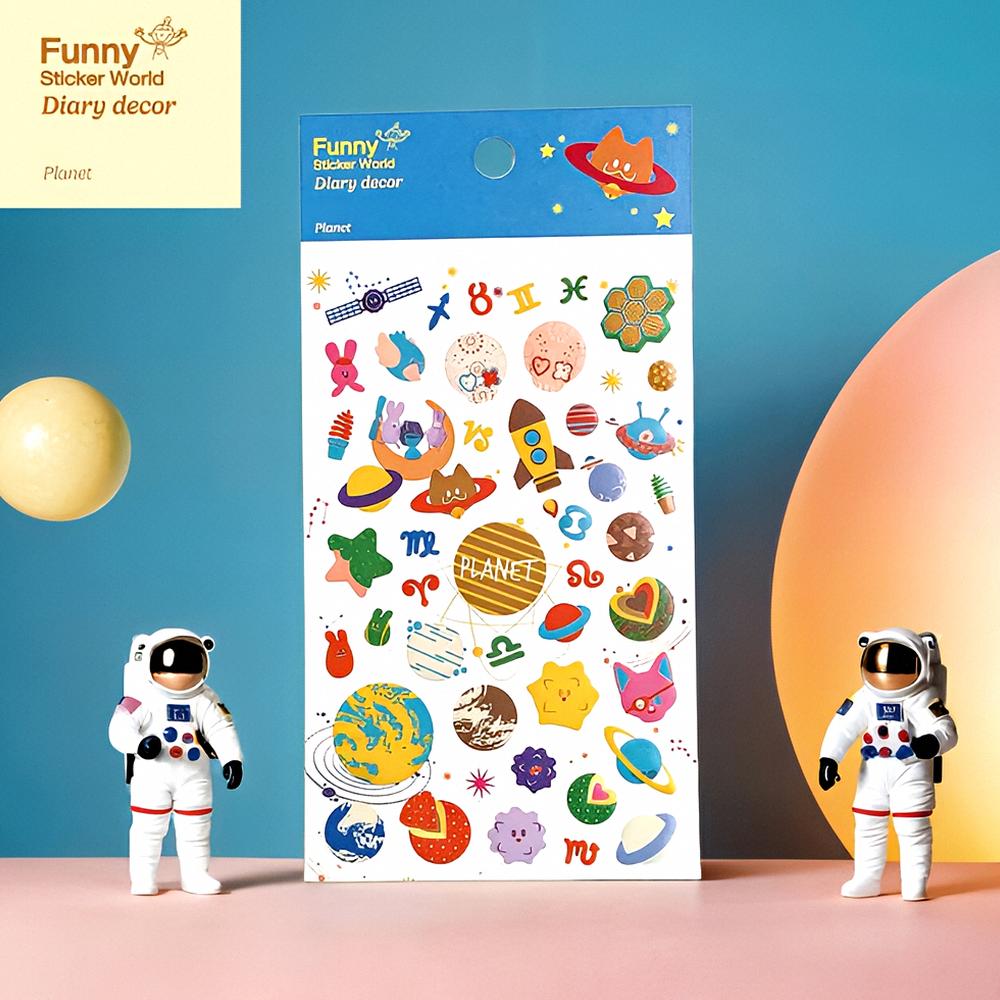 Funny
Sticker World
Diary decor
Planet
Funny
Sticker World
Diary decor
Planet
♐ ♉ ♊ ♓
♑
♋
♍
PLANET
♈
♌
♎
♏